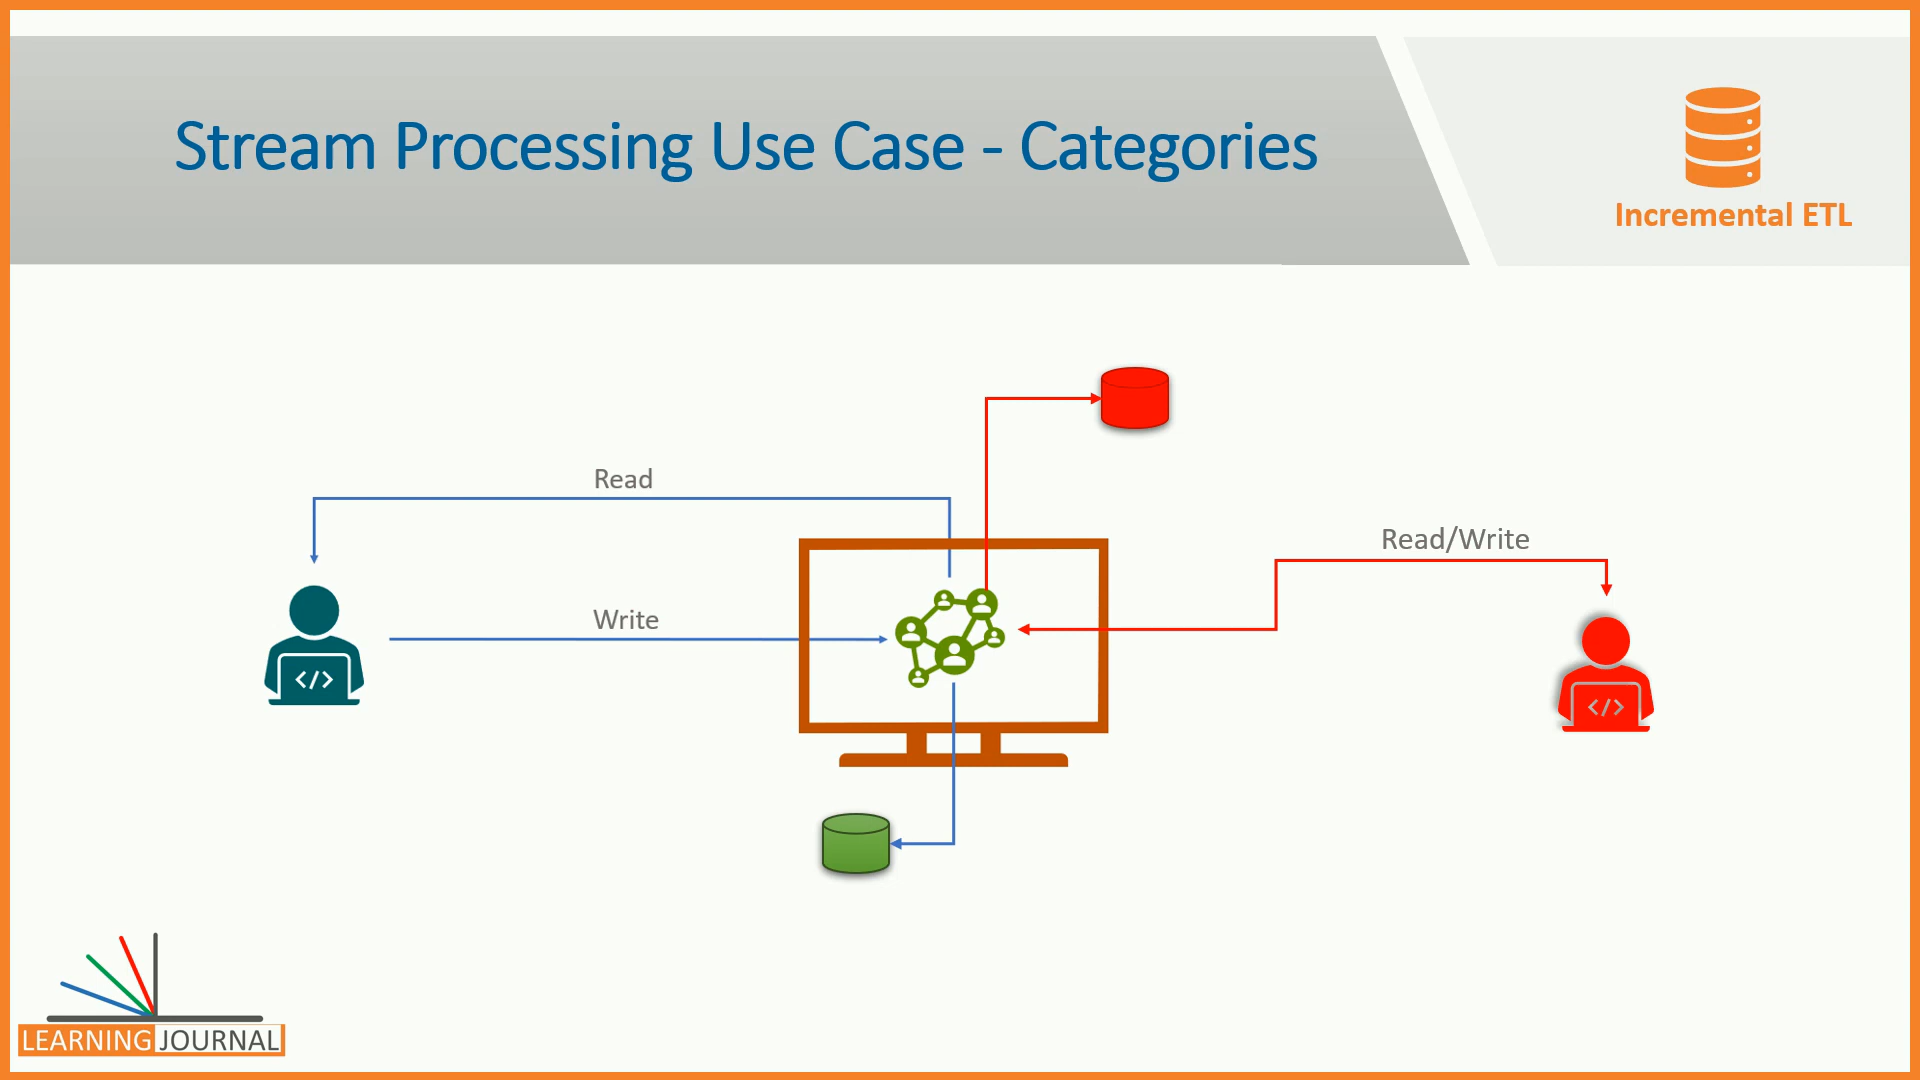 Stream Processing Use Case - Categories
Incremental ETL
Read
Read/Write
Write
</>
</>
LEARNING JOURNAL